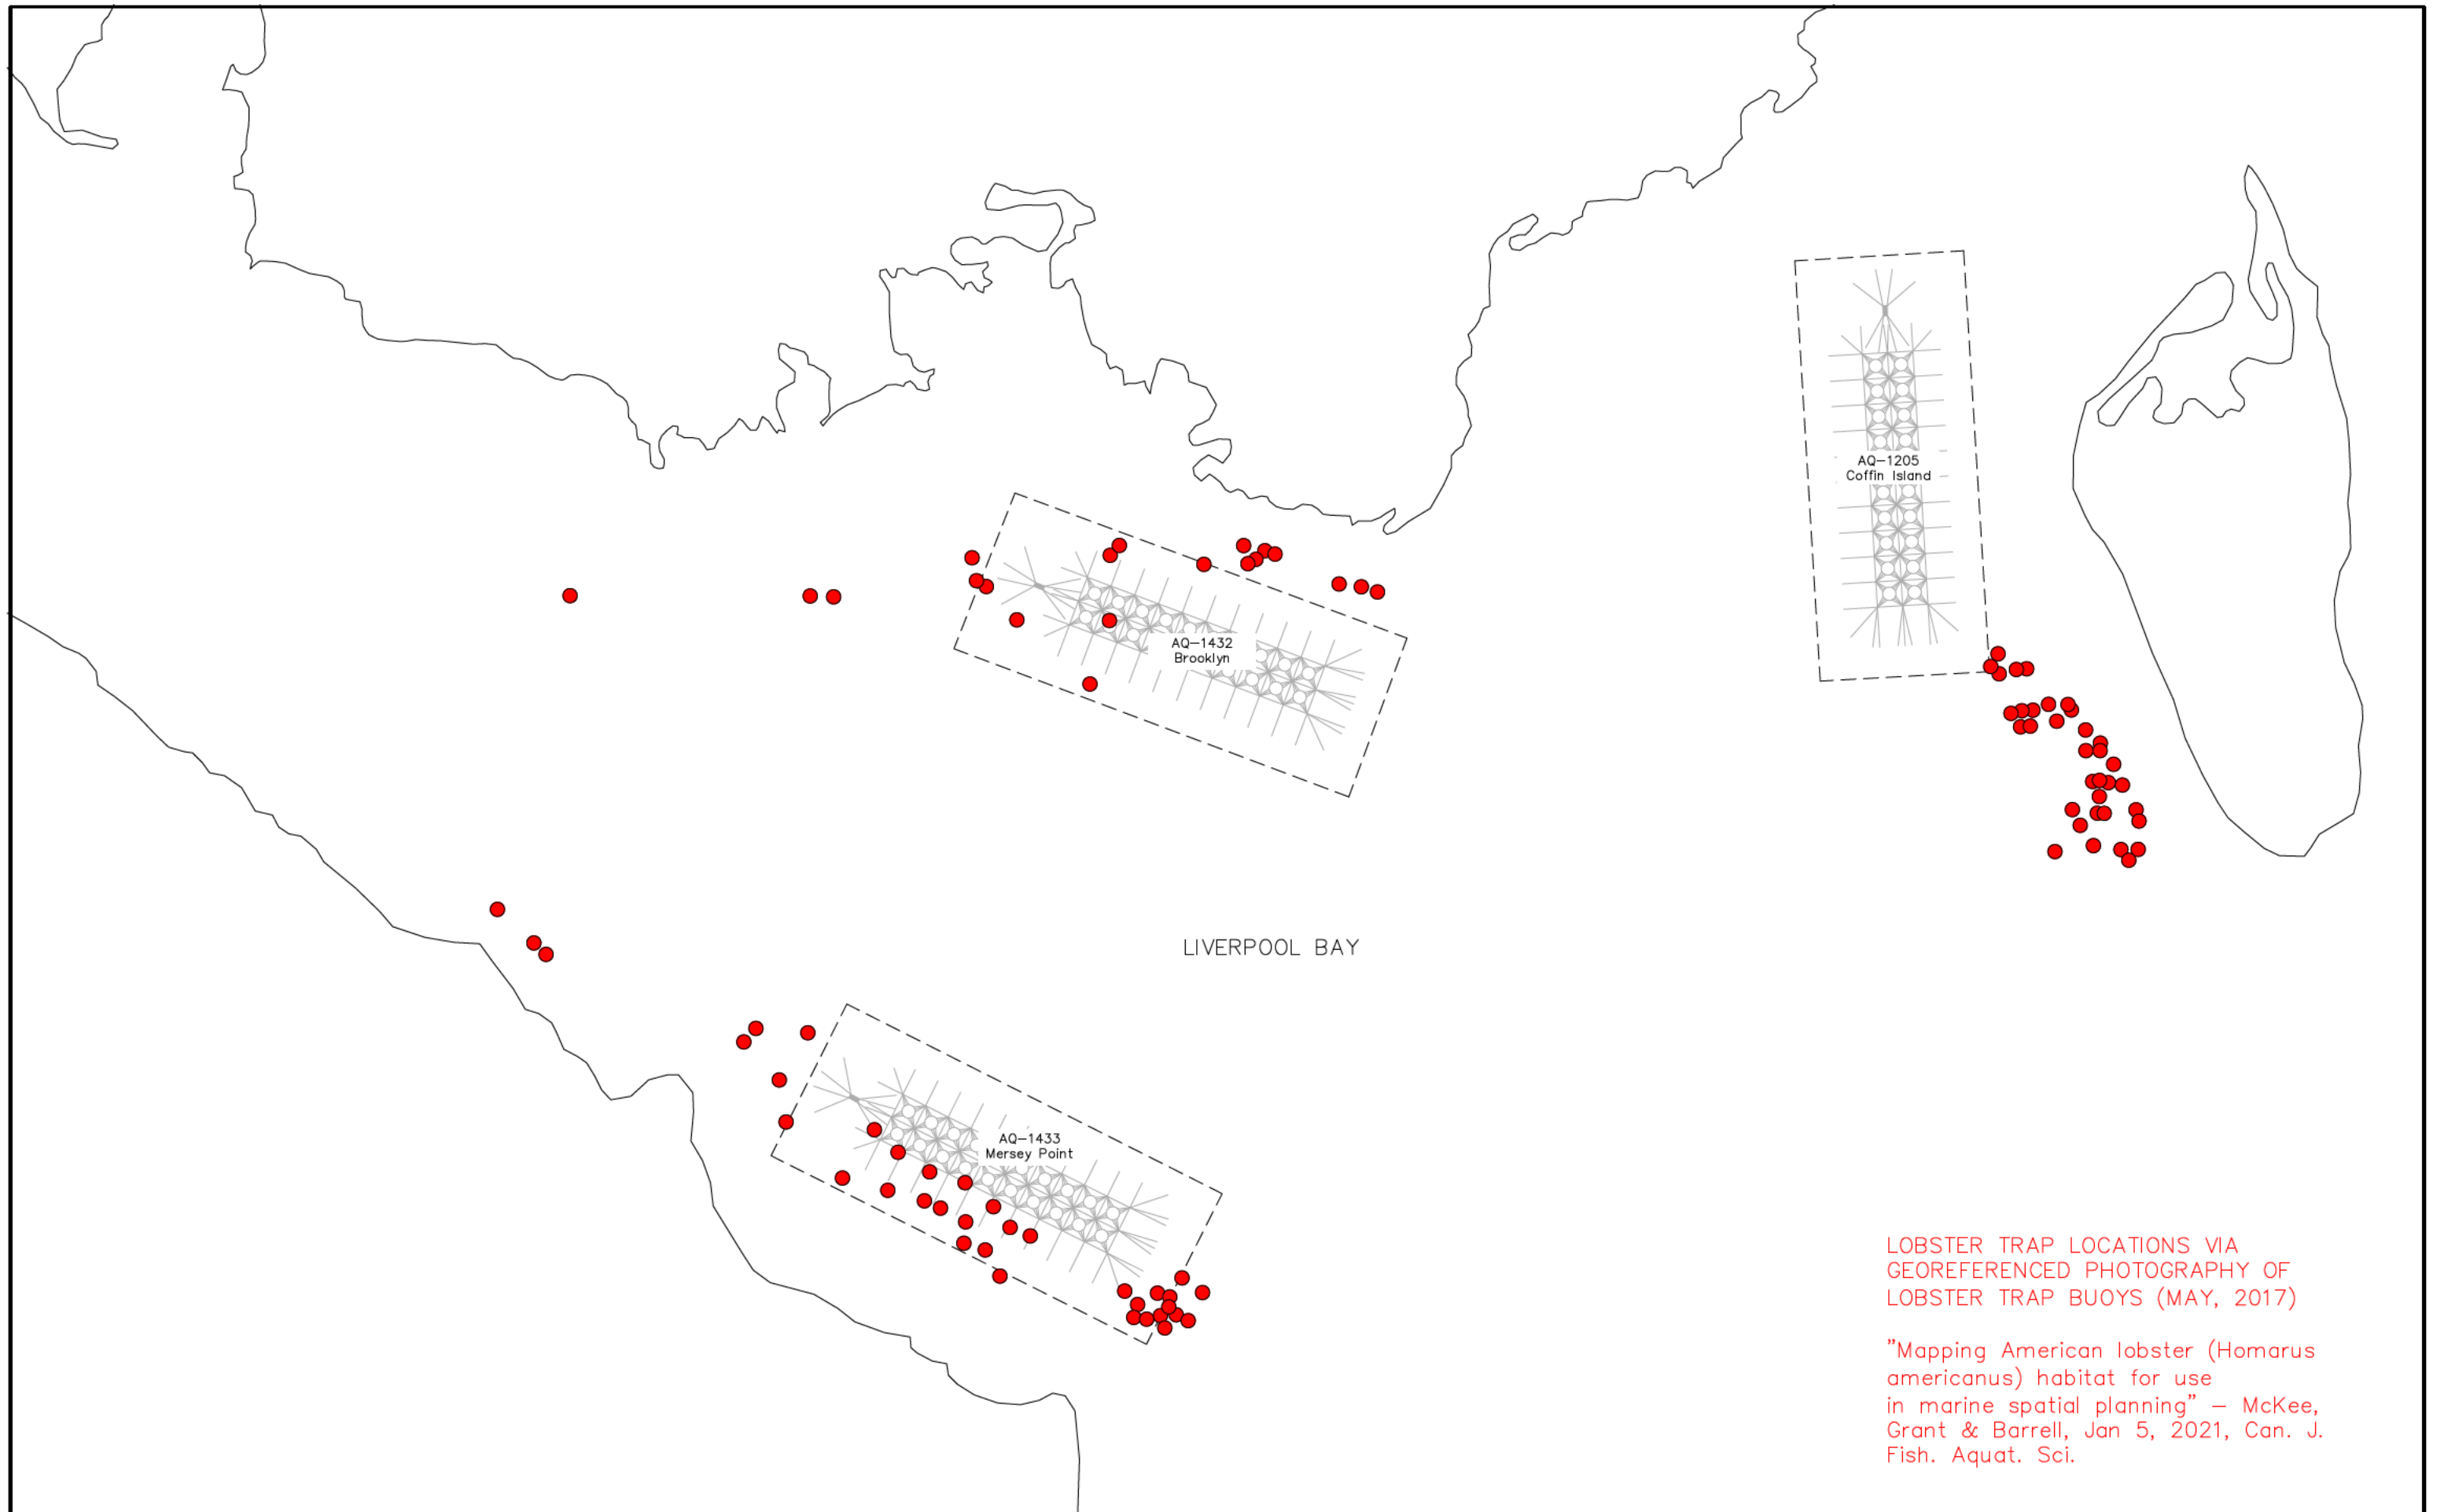 AQ–1205
Coffin Island
AQ–1432
Brooklyn
LIVERPOOL BAY
AQ–1433
Mersey Point
LOBSTER TRAP LOCATIONS VIA
GEOREFERENCED PHOTOGRAPHY OF
LOBSTER TRAP BUOYS (MAY, 2017)
"Mapping American lobster (Homarus
americanus) habitat for use
in marine spatial planning" – McKee,
Grant & Barrell, Jan 5, 2021, Can. J.
Fish. Aquat. Sci.